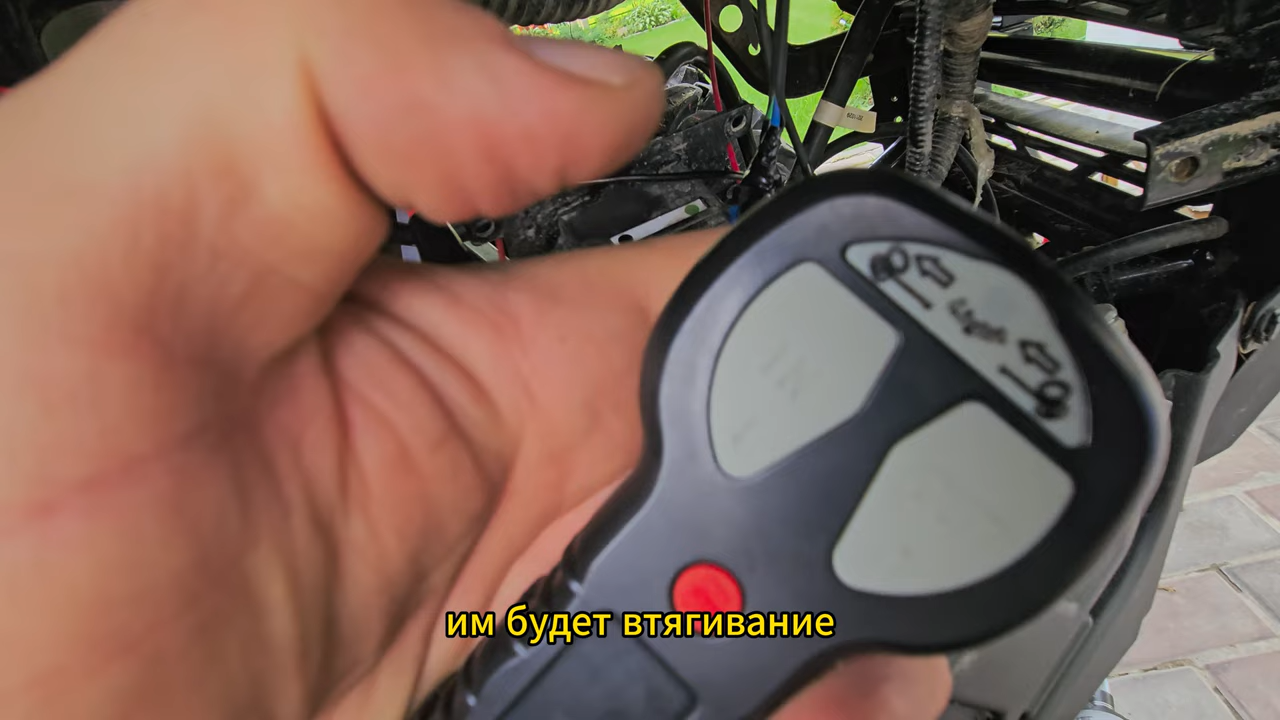 им будет втягивание